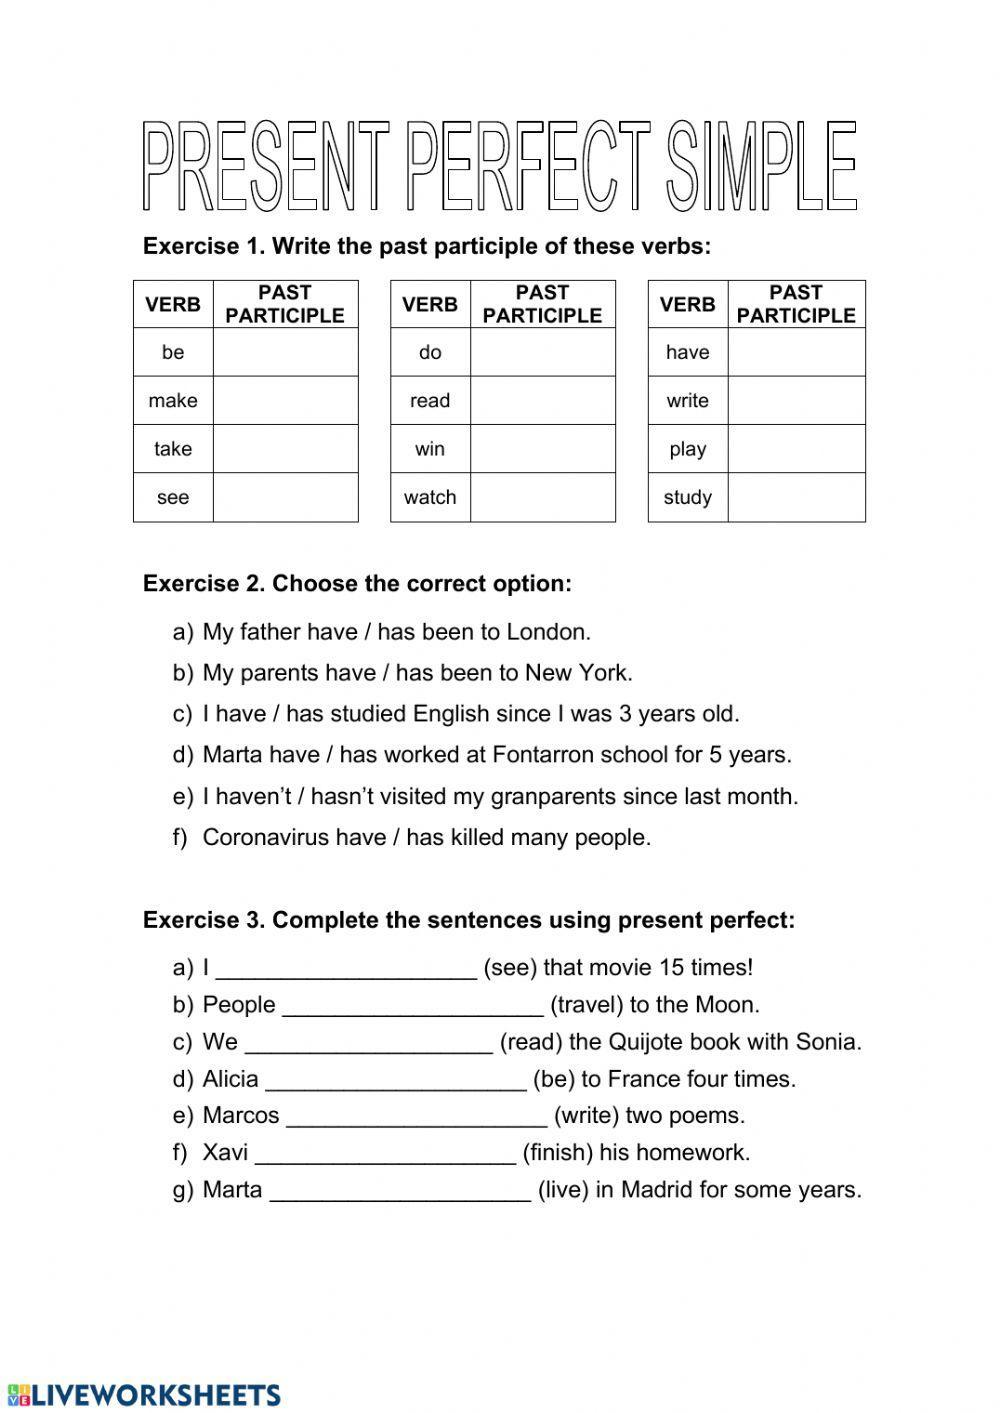 PRESENT PERFECT SIMPLE
Exercise 1. Write the past participle of these verbs:
VERB PAST PARTICIPLE VERB PAST PARTICIPLE VERB PAST PARTICIPLE
be do have
make read write
take win play
see watch study
Exercise 2. Choose the correct option:
a) My father have / has been to London.
b) My parents have / has been to New York.
c) I have / has studied English since I was 3 years old.
d) Marta have / has worked at Fontarron school for 5 years.
e) I haven't / hasn't visited my granparents since last month.
f) Coronavirus have / has killed many people.
Exercise 3. Complete the sentences using present perfect:
a) I ____________________ (see) that movie 15 times!
b) People ____________________ (travel) to the Moon.
c) We ___________________ (read) the Quijote book with Sonia.
d) Alicia ____________________ (be) to France four times.
e) Marcos ____________________ (write) two poems.
f) Xavi ____________________ (finish) his homework.
g) Marta ____________________ (live) in Madrid for some years.
LIVE LIVEWORKSHEETS